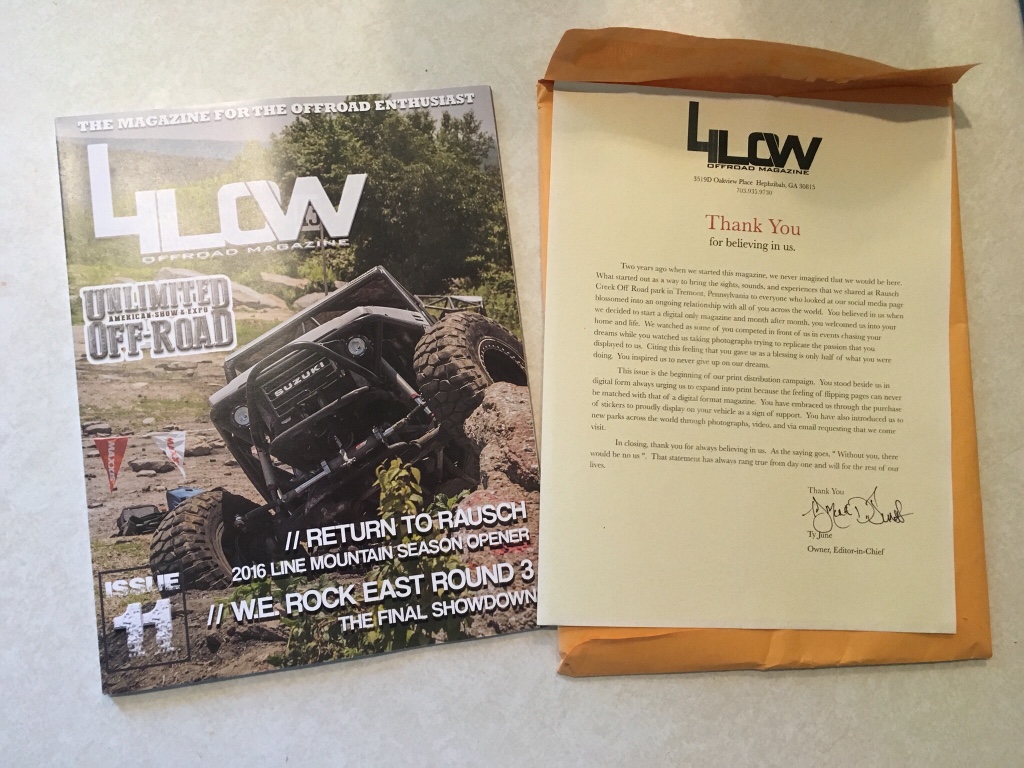 THE MAGAZINE FOR THE OFFROAD ENTHUSIAST
4LOW
OFFROAD MAGAZINE
UNLIMITED
AMERICAN SHOW & EXPO
OFF-ROAD
SUZUKI
// RETURN TO RAUSCH
2016 LINE MOUNTAIN SEASON OPENER
ISSUE
11
// W.E. ROCK EAST ROUND 3
THE FINAL SHOWDOWN
4LOW
OFFROAD MAGAZINE
3519D Oakview Place Hephzibah, GA 30815
703.935.9730
Thank You
for believing in us.
Two years ago when we started this magazine, we never imagined that we would be here.
What started out as a way to bring the sights, sounds, and experiences that we shared at Rausch
Creek Off Road park in Tremont, Pennsylvania to everyone who looked at our social media page
blossomed into an ongoing relationship with all of you across the world. You believed in us when
we decided to start a digital only magazine and month after month, you welcomed us into your
home and life. We watched as some of you competed in front of us in events chasing your
dreams while you watched us taking photographs trying to replicate the passion that you
displayed to us. Citing this feeling that you gave us as a blessing is only half of what you were
doing. You inspired us to never give up on our dreams.
This issue is the beginning of our print distribution campaign. You stood beside us in
digital form always urging us to expand into print because the feeling of flipping pages can never
be matched with that of a digital format magazine. You have embraced us through the purchase
of stickers to proudly display on your vehicle as a sign of support. You have also introduced us to
new parks across the world through photographs, video, and via email requesting that we come
visit.
In closing, thank you for always believing in us. As the saying goes, " Without you, there
would be no us ". That statement has always rang true from day one and will for the rest of our
lives.
Thank You
Ty June
Owner, Editor-in-Chief